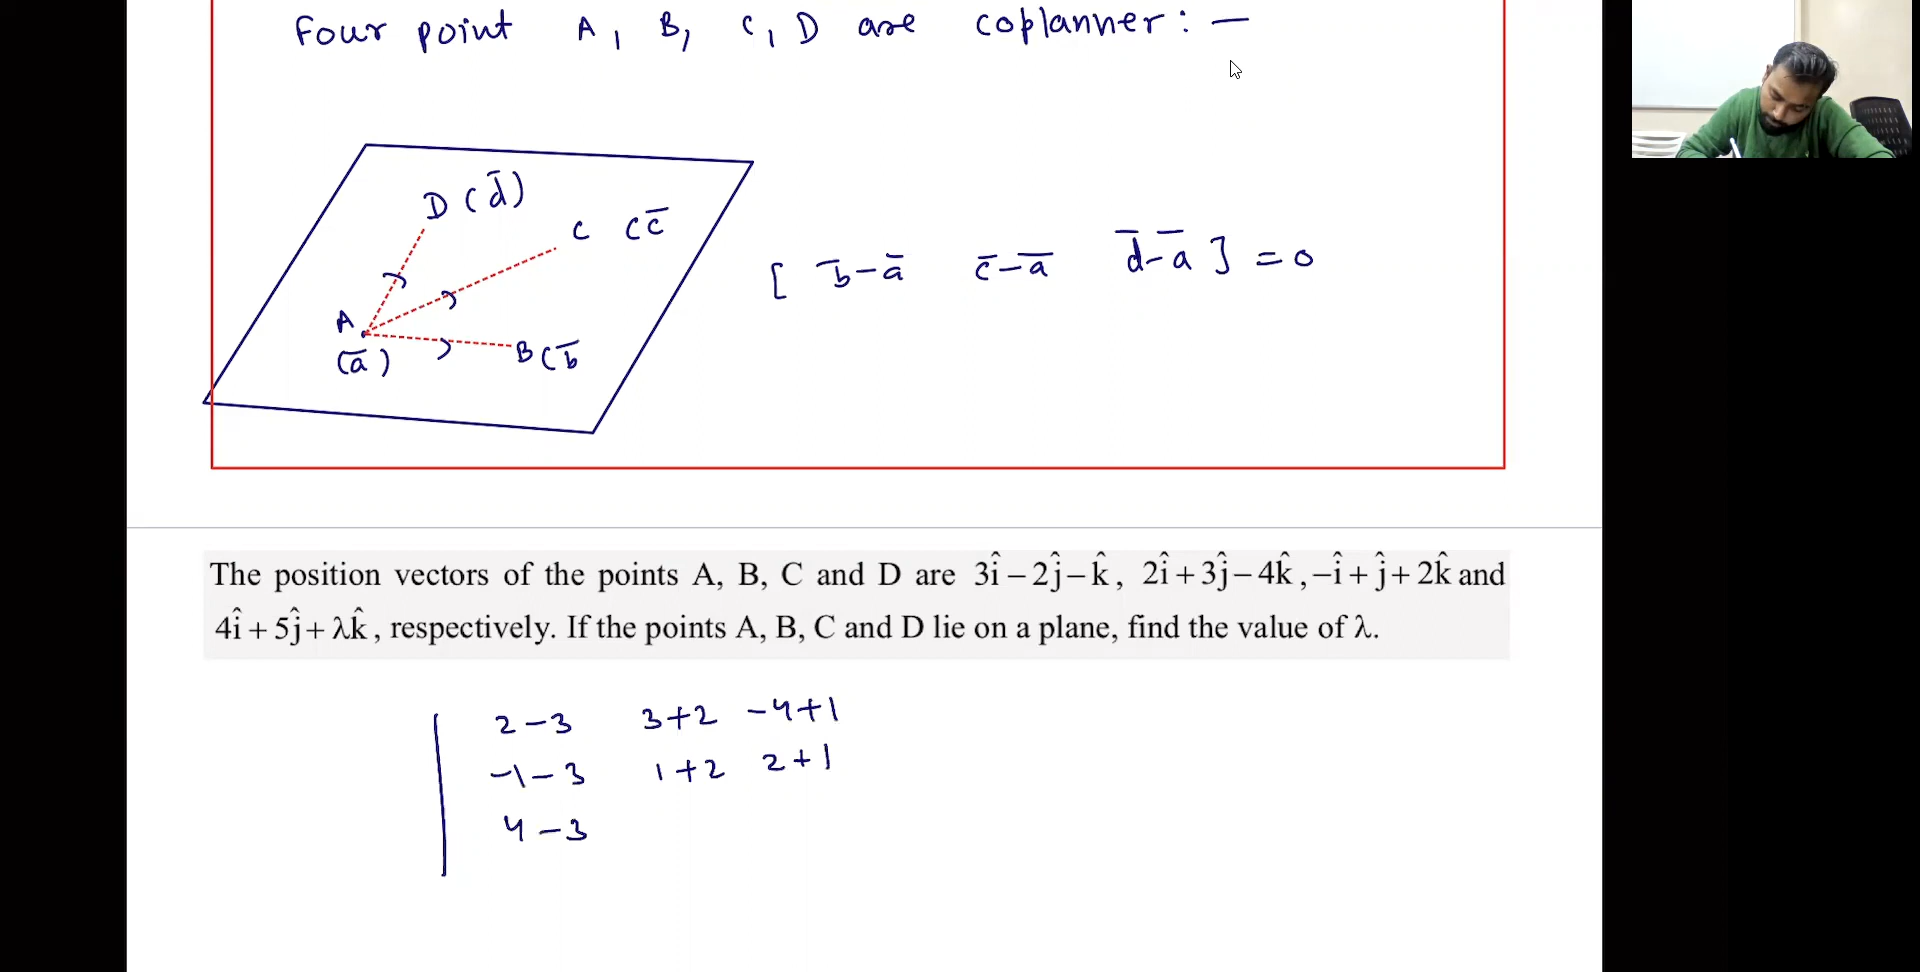 Four point A, B, C, D are coplanner : —
D (d̄)
C (c̄
[ b̄-ā c̄-ā d̄-ā ] = 0
A
(ā)
B (b̄
The position vectors of the points A, B, C and D are 3î − 2ĵ − k̂, 2î + 3ĵ − 4k̂, −î + ĵ + 2k̂ and
4î + 5ĵ + λk̂, respectively. If the points A, B, C and D lie on a plane, find the value of λ.
2-3 3+2 -4+1
-1-3 1+2 2+1
4-3